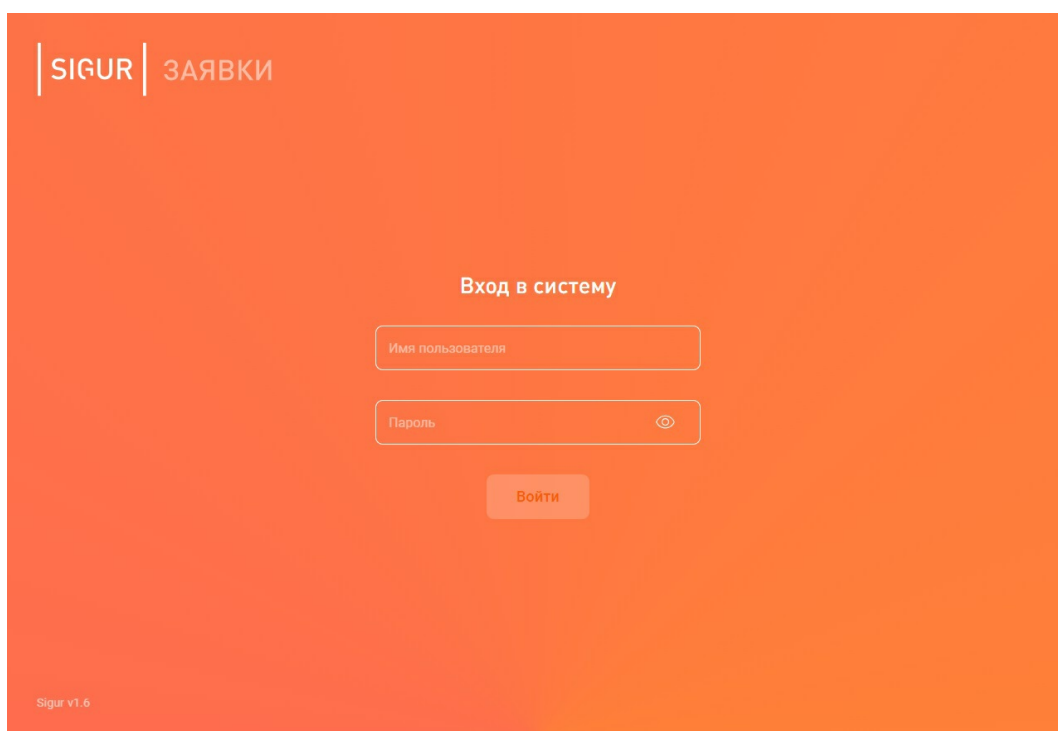 SIGUR ЗАЯВКИ
Вход в систему
Имя пользователя
Пароль
Войти
Sigur v1.6